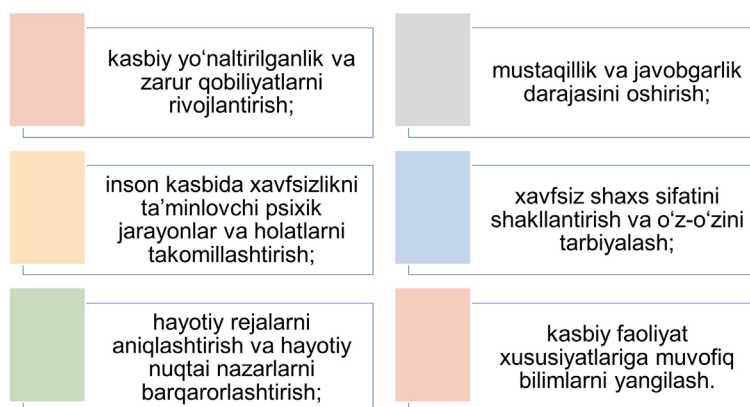 kasbiy yo‘naltirilganlik va
zarur qobiliyatlarni
rivojlantirish;
mustaqillik va javobgarlik
darajasini oshirish;
inson kasbida xavfsizlikni
ta’minlovchi psixik
jarayonlar va holatlarni
takomillashtirish;
xavfsiz shaxs sifatini
shakllantirish va o‘z-o‘zini
tarbiyalash;
hayotiy rejalarni
aniqlashtirish va hayotiy
nuqtai nazarlarni
barqarorlashtirish;
kasbiy faoliyat
xususiyatlariga muvofiq
bilimlarni yangilash.